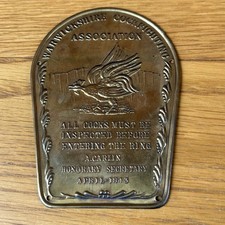 WARWICKSHIRE COCKFIGHTING
ASSOCIATION
ALL COCKS MUST BE
INSPECTED BEFORE
ENTERING THE RING
A. CARLIN
HONORARY SECRETARY